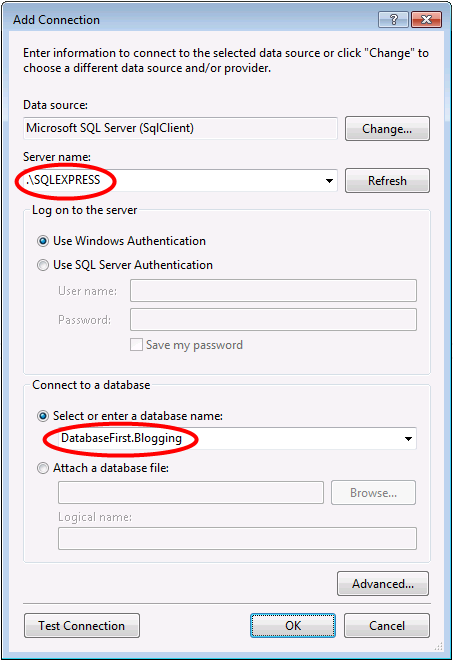 Add Connection
Enter information to connect to the selected data source or click "Change" to
choose a different data source and/or provider.
Data source:
Microsoft SQL Server (SqlClient)
Change...
Server name:
.\SQLEXPRESS
Refresh
Log on to the server
Use Windows Authentication
Use SQL Server Authentication
User name:
Password:
Save my password
Connect to a database
Select or enter a database name:
DatabaseFirst.Blogging
Attach a database file:
Browse...
Logical name:
Advanced...
Test Connection
OK
Cancel